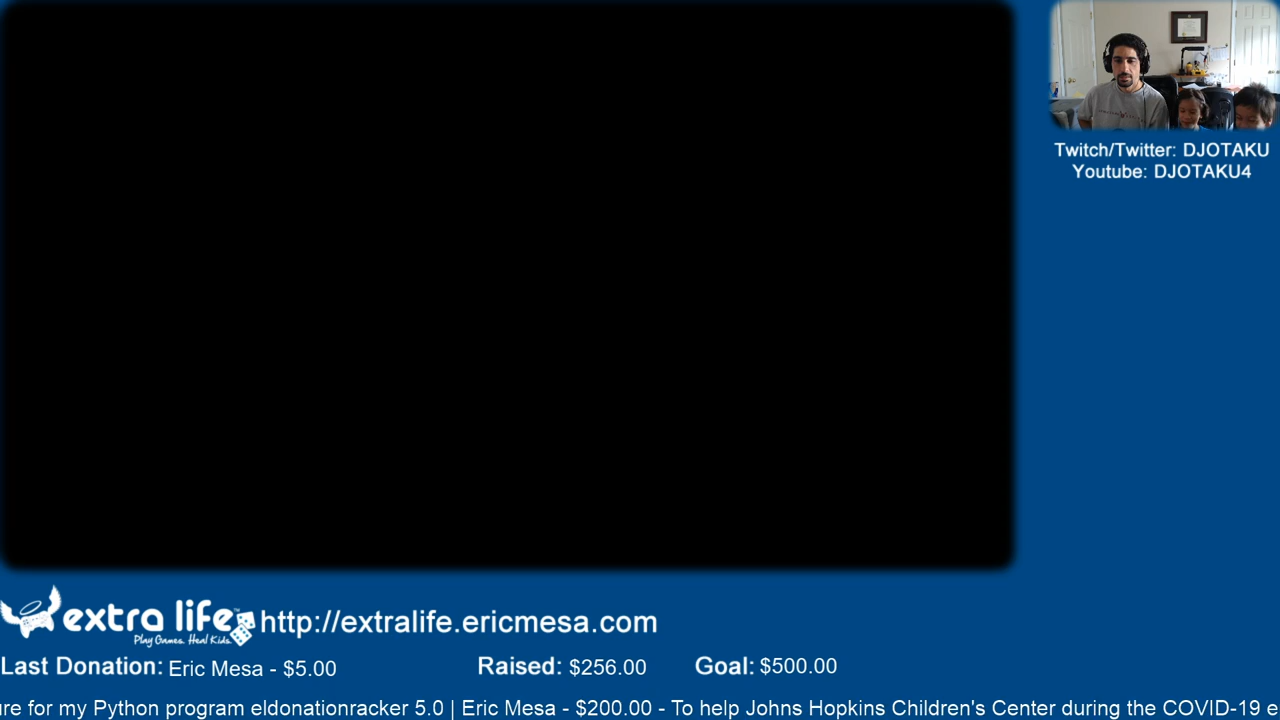 Twitch/Twitter: DJOTAKU
Youtube: DJOTAKU4
extra life
Play Games. Heal Kids.
http://extralife.ericmesa.com
Last Donation: Eric Mesa - $5.00 Raised: $256.00 Goal: $500.00
ure for my Python program eldonationracker 5.0 | Eric Mesa - $200.00 - To help Johns Hopkins Children's Center during the COVID-19 e